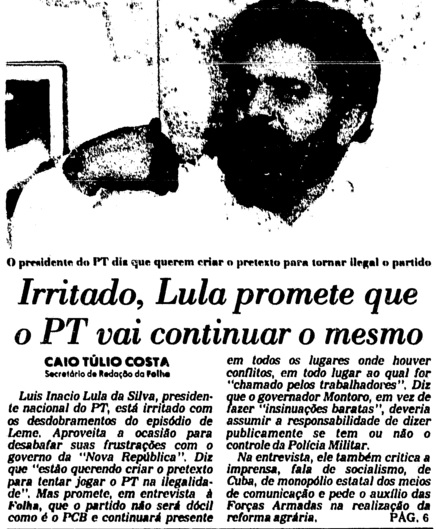 O presidente do PT diz que querem criar o pretexto para tornar ilegal o partido
Irritado, Lula promete que
o PT vai continuar o mesmo
CAIO TÚLIO COSTA
Secretário de Redação da Folha
Luis Inacio Lula da Silva, presiden-
te nacional do PT, está irritado com
os desdobramentos do episódio de
Leme. Aproveita a ocasião para
desabafar suas frustrações com o
governo da "Nova República". Diz
que "estão querendo criar o pretexto
para tentar jogar o PT na ilegalida-
de". Mas promete, em entrevista à
Folha, que o partido não será dócil
como é o PCB e continuará presente
em todos os lugares onde houver
conflitos, em todo lugar ao qual for
"chamado pelos trabalhadores". Diz
que o governador Montoro, em vez de
fazer "insinuações baratas", deveria
assumir a responsabilidade de dizer
publicamente se tem ou não o
controle da Polícia Militar.
Na entrevista, ele também critica a
imprensa, fala de socialismo, de
Cuba, de monopólio estatal dos meios
de comunicação e pede o auxílio das
Forças Armadas na realização da
reforma agrária. PÁG. 6